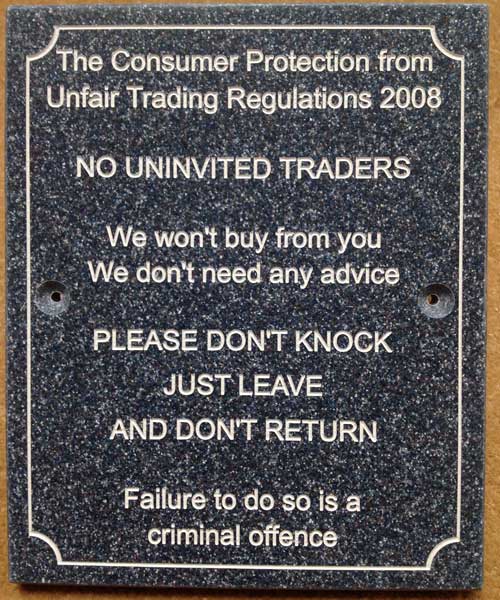 The Consumer Protection from
Unfair Trading Regulations 2008
NO UNINVITED TRADERS
We won't buy from you
We don't need any advice
PLEASE DON'T KNOCK
JUST LEAVE
AND DON'T RETURN
Failure to do so is a
criminal offence